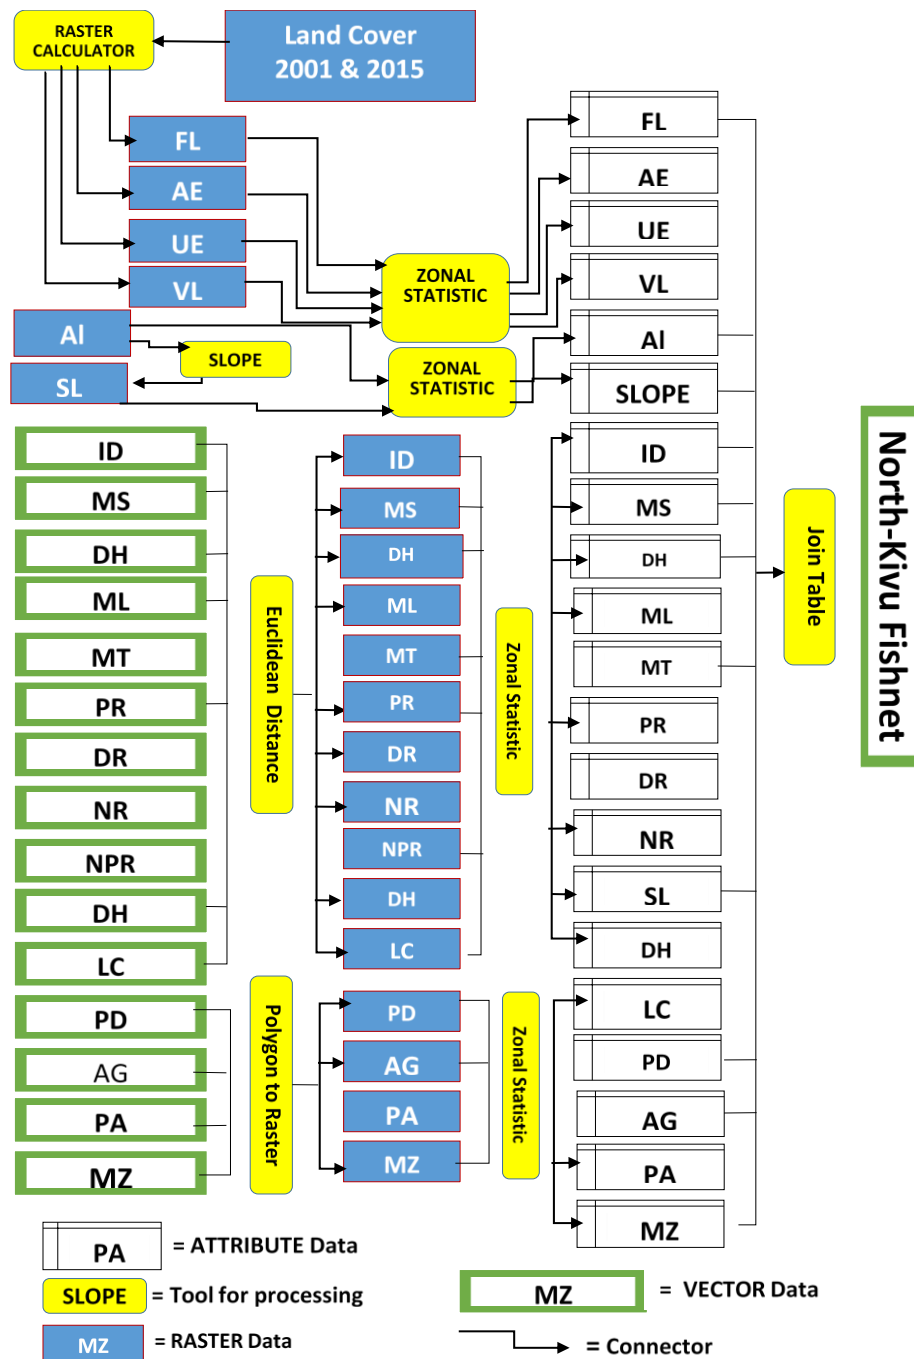 RASTER
CALCULATOR
Land Cover
2001 & 2015
FL
AE
UE
VL
ZONAL
STATISTIC
FL
AE
UE
VL
Al
SLOPE
SL
ZONAL
STATISTIC
Al
SLOPE
ID
MS
DH
ML
MT
PR
DR
NR
NPR
DH
LC
Euclidean Distance
ID
MS
DH
ML
MT
PR
DR
NR
NPR
DH
LC
Zonal Statistic
ID
MS
DH
ML
MT
PR
DR
NR
SL
DH
PD
AG
PA
MZ
Polygon to Raster
PD
AG
PA
MZ
Zonal Statistic
LC
PD
AG
PA
MZ
Join Table
North-Kivu Fishnet
PA
= ATTRIBUTE Data
SLOPE
= Tool for processing
MZ
= RASTER Data
MZ
= VECTOR Data
= Connector